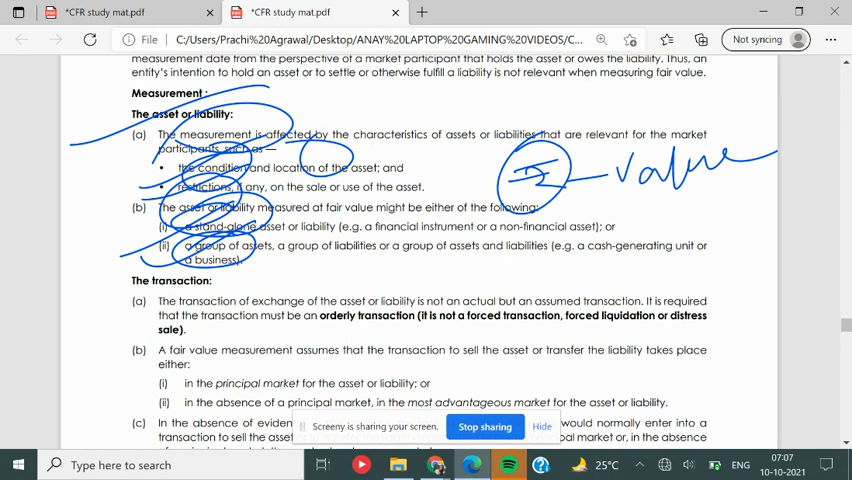 *CFR study mat.pdf
*CFR study mat.pdf
File
C:/Users/Prachi%20Agrawal/Desktop/ANAY%20LAPTOP%20GAMING%20VIDEOS/C...
Not syncing
measurement date from the perspective of a market participant that holds the asset or owes the liability. Thus, an
entity's intention to hold an asset or to settle or otherwise fulfill a liability is not relevant when measuring fair value.
Measurement :
The asset or liability:
(a) The measurement is affected by the characteristics of assets or liabilities that are relevant for the market
participants, such as —
• the condition and location of the asset; and
• restrictions, if any, on the sale or use of the asset.
value
(b) The asset or liability measured at fair value might be either of the following:
(i) a stand-alone asset or liability (e.g. a financial instrument or a non-financial asset); or
(ii) a group of assets, a group of liabilities or a group of assets and liabilities (e.g. a cash-generating unit or
a business).
The transaction:
(a) The transaction of exchange of the asset or liability is not an actual but an assumed transaction. It is required
that the transaction must be an orderly transaction (it is not a forced transaction, forced liquidation or distress
sale).
(b) A fair value measurement assumes that the transaction to sell the asset or transfer the liability takes place
either:
(i) in the principal market for the asset or liability; or
(ii) in the absence of a principal market, in the most advantageous market for the asset or liability.
(c) In the absence of eviden would normally enter into a
transaction to sell the asset pal market or, in the absence
Screeny is sharing your screen. Stop sharing Hide
Type here to search
25°C
ENG
07:07
10-10-2021